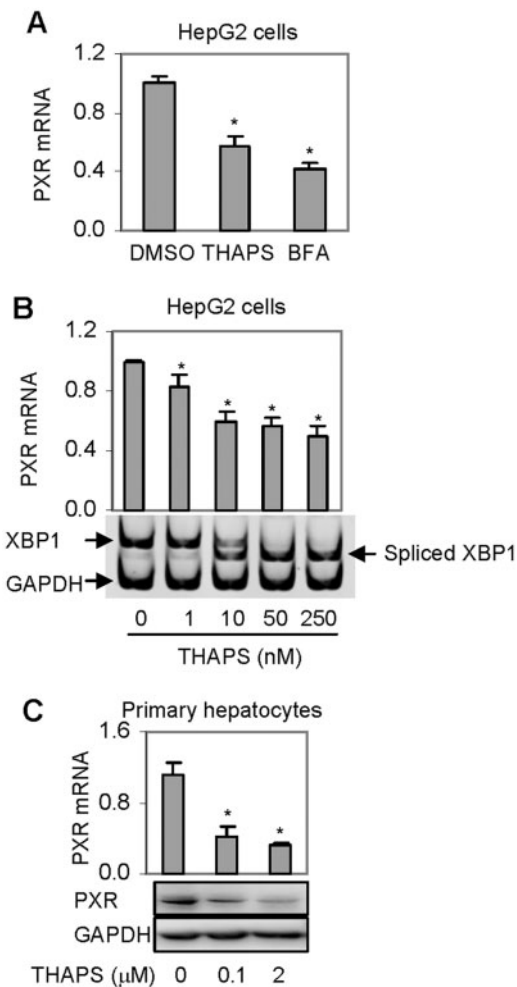 A
HepG2 cells
PXR mRNA
1.2
0.8
0.4
0.0
*
*
DMSO THAPS BFA
B
HepG2 cells
PXR mRNA
1.2
0.8
0.4
0.0
*
*
*
*
XBP1
Spliced XBP1
GAPDH
0 1 10 50 250
THAPS (nM)
C
Primary hepatocytes
PXR mRNA
1.6
0.8
0.0
*
*
PXR
GAPDH
THAPS (μM) 0 0.1 2